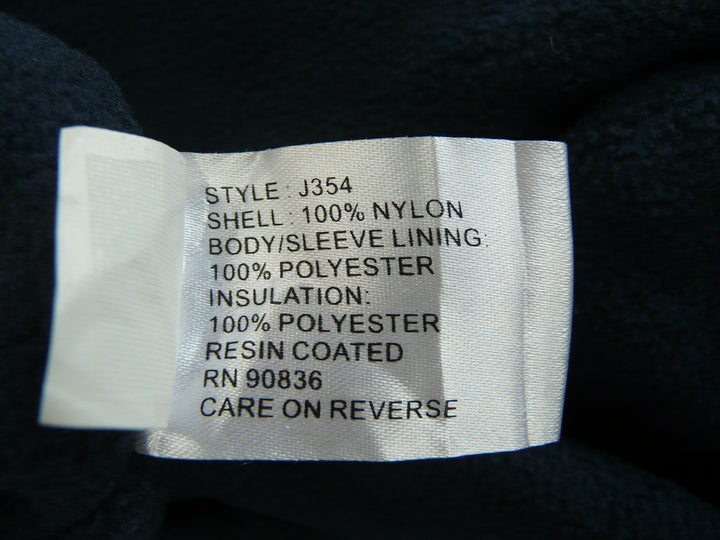 STYLE : J354
SHELL : 100% NYLON
BODY/SLEEVE LINING:
100% POLYESTER
INSULATION:
100% POLYESTER
RESIN COATED
RN 90836
CARE ON REVERSE